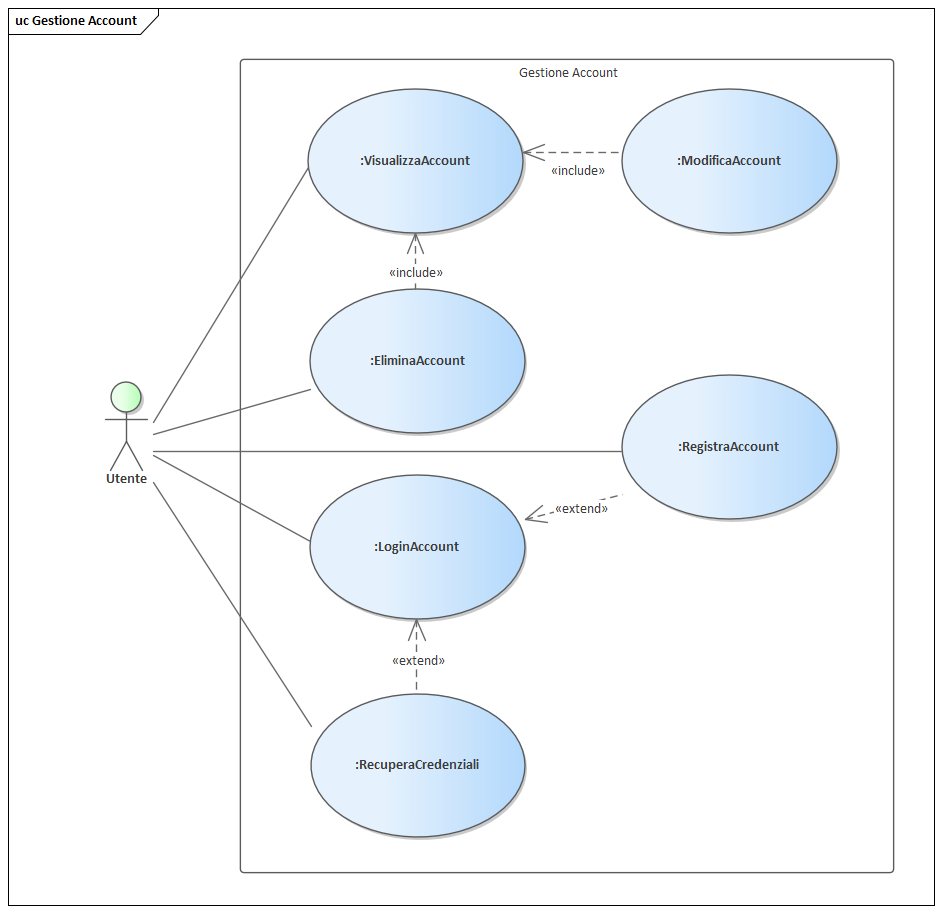 uc Gestione Account
Gestione Account
:VisualizzaAccount
:ModificaAccount
«include»
«include»
:EliminaAccount
:RegistraAccount
Utente
«extend»
:LoginAccount
«extend»
:RecuperaCredenziali